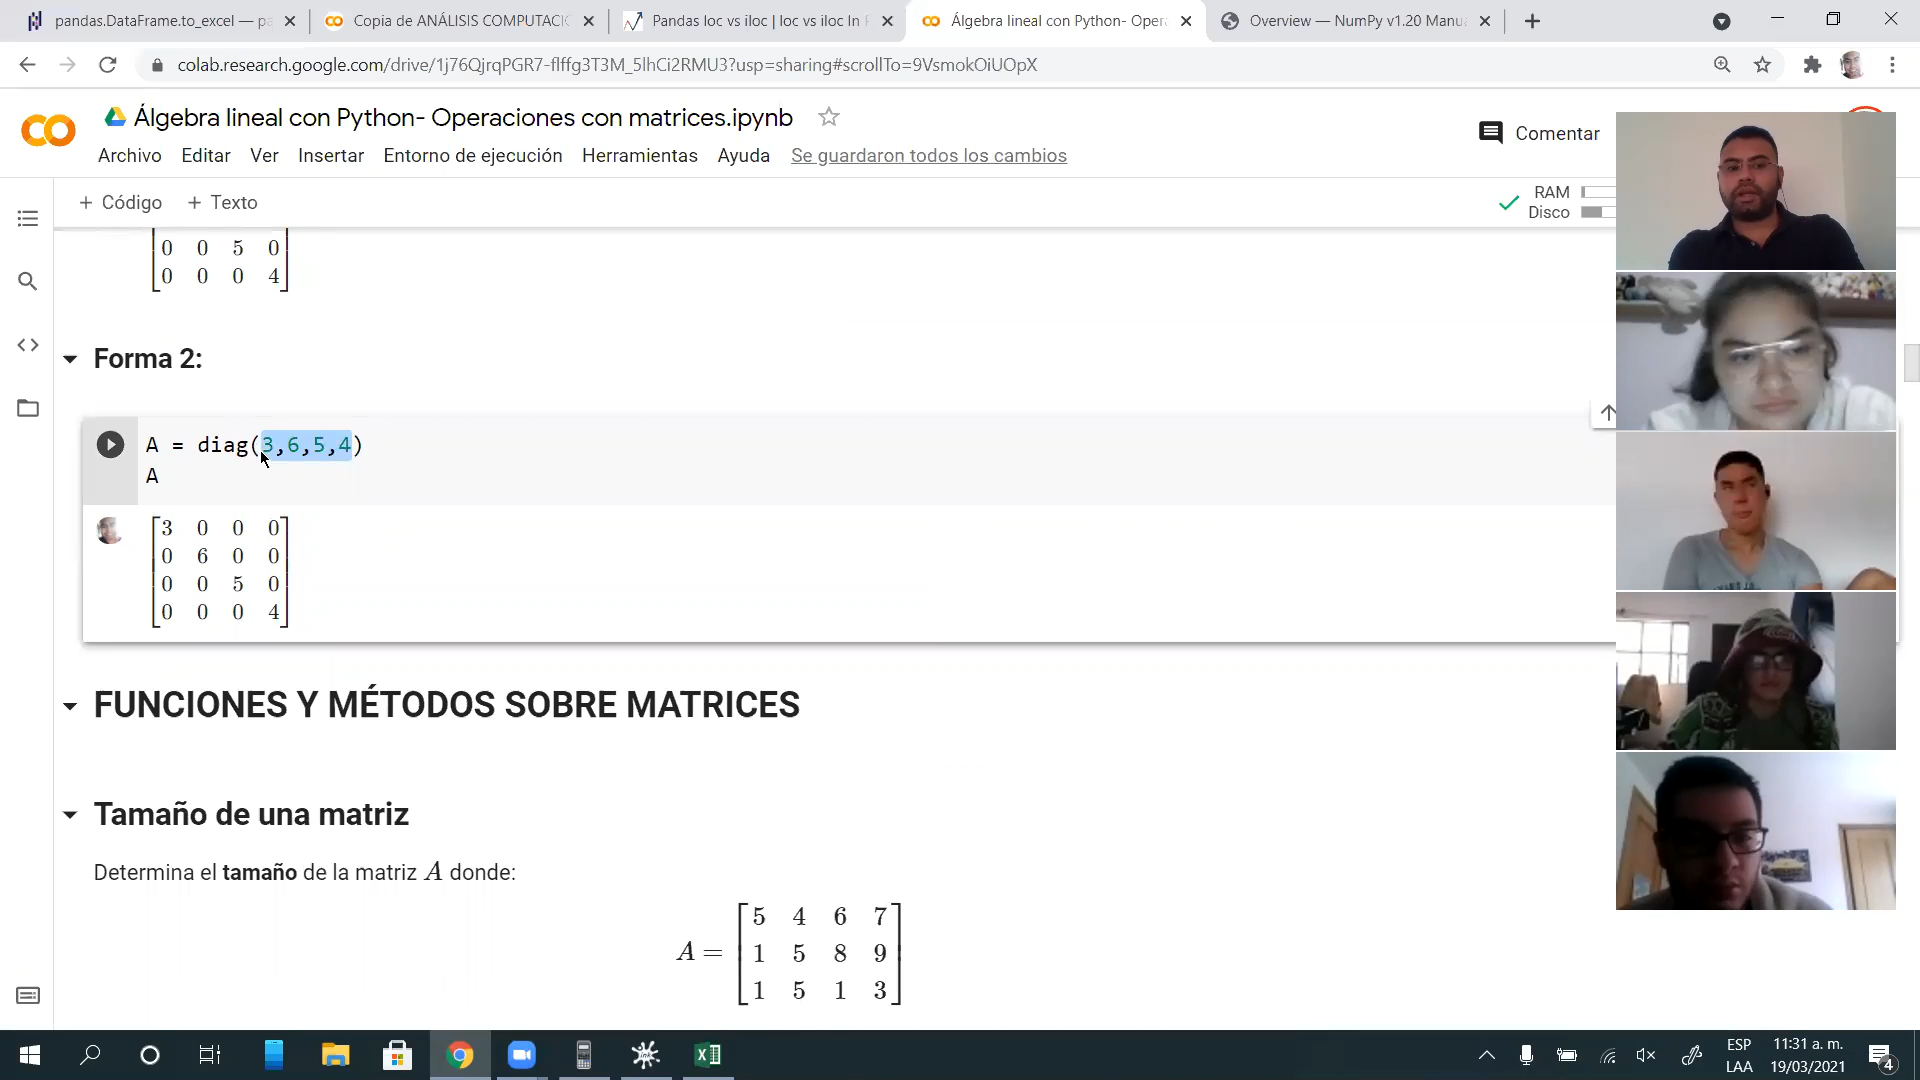 pandas.DataFrame.to_excel — pa
Copia de ANÁLISIS COMPUTACI
Pandas loc vs iloc | loc vs iloc In P
Álgebra lineal con Python- Opera
Overview — NumPy v1.20 Manua
colab.research.google.com/drive/1j76QjrqPGR7-flffg3T3M_5lhCi2RMU3?usp=sharing#scrollTo=9VsmokOiUOpX
Álgebra lineal con Python- Operaciones con matrices.ipynb
Comentar
Archivo Editar Ver Insertar Entorno de ejecución Herramientas Ayuda Se guardaron todos los cambios
+ Código + Texto
RAM
Disco
0 0 5 0
0 0 0 4
Forma 2:
A = diag(3,6,5,4)
A
3 0 0 0
0 6 0 0
0 0 5 0
0 0 0 4
FUNCIONES Y MÉTODOS SOBRE MATRICES
Tamaño de una matriz
Determina el tamaño de la matriz A donde:
5 4 6 7
A = 1 5 8 9
1 5 1 3
ESP
LAA
11:31 a. m.
19/03/2021
4